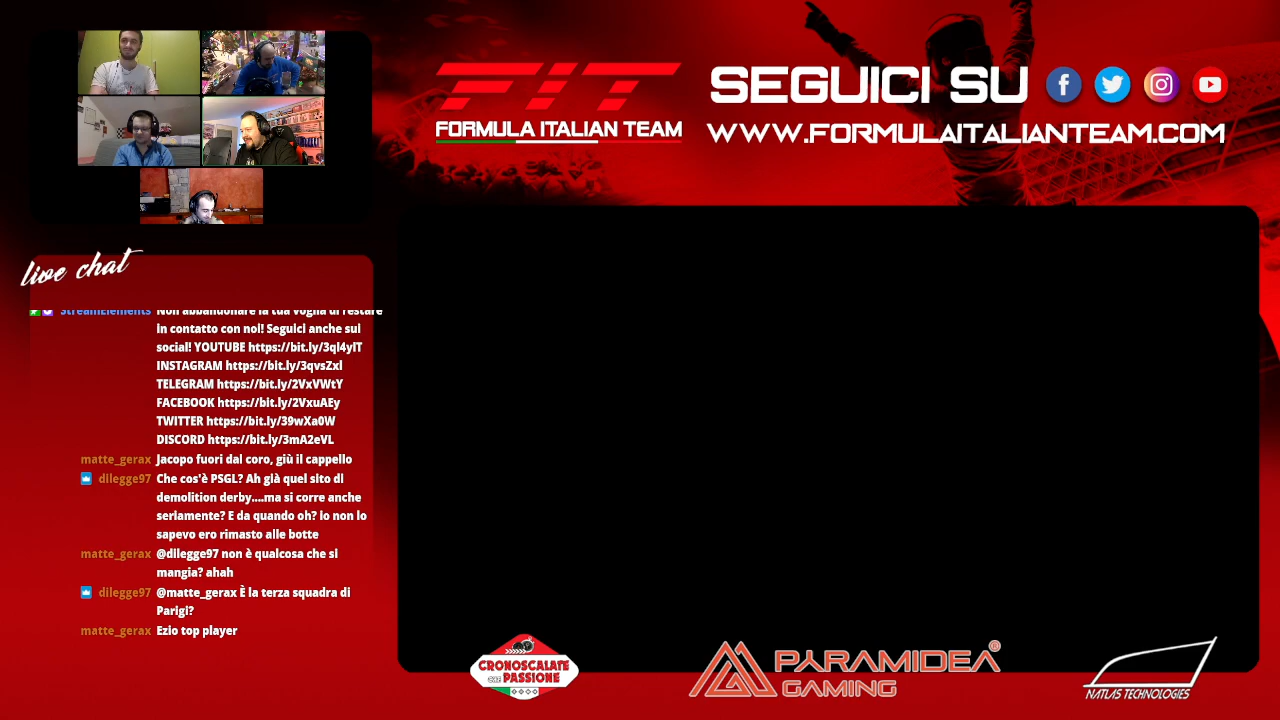 FIT
FORMULA ITALIAN TEAM
SEGUICI SU
WWW.FORMULAITALIANTEAM.COM
live chat
StreamElements Non abbandonare la tua voglia di restare
in contatto con noi! Seguici anche sui
social! YOUTUBE https://bit.ly/3ql4ylT
INSTAGRAM https://bit.ly/3qvsZxl
TELEGRAM https://bit.ly/2VxVWtY
FACEBOOK https://bit.ly/2VxuAEy
TWITTER https://bit.ly/39wXa0W
DISCORD https://bit.ly/3mA2eVL
matte_gerax Jacopo fuori dal coro, giù il cappello
dilegge97 Che cos'è PSGL? Ah già quel sito di
demolition derby....ma si corre anche
seriamente? E da quando oh? Io non lo
sapevo ero rimasto alle botte
matte_gerax @dilegge97 non è qualcosa che si
mangia? ahah
dilegge97 @matte_gerax È la terza squadra di
Parigi?
matte_gerax Ezio top player
CRONOSCALATE
CHE PASSIONE
PYRAMIDEA®
GAMING
NATLAS TECHNOLOGIES